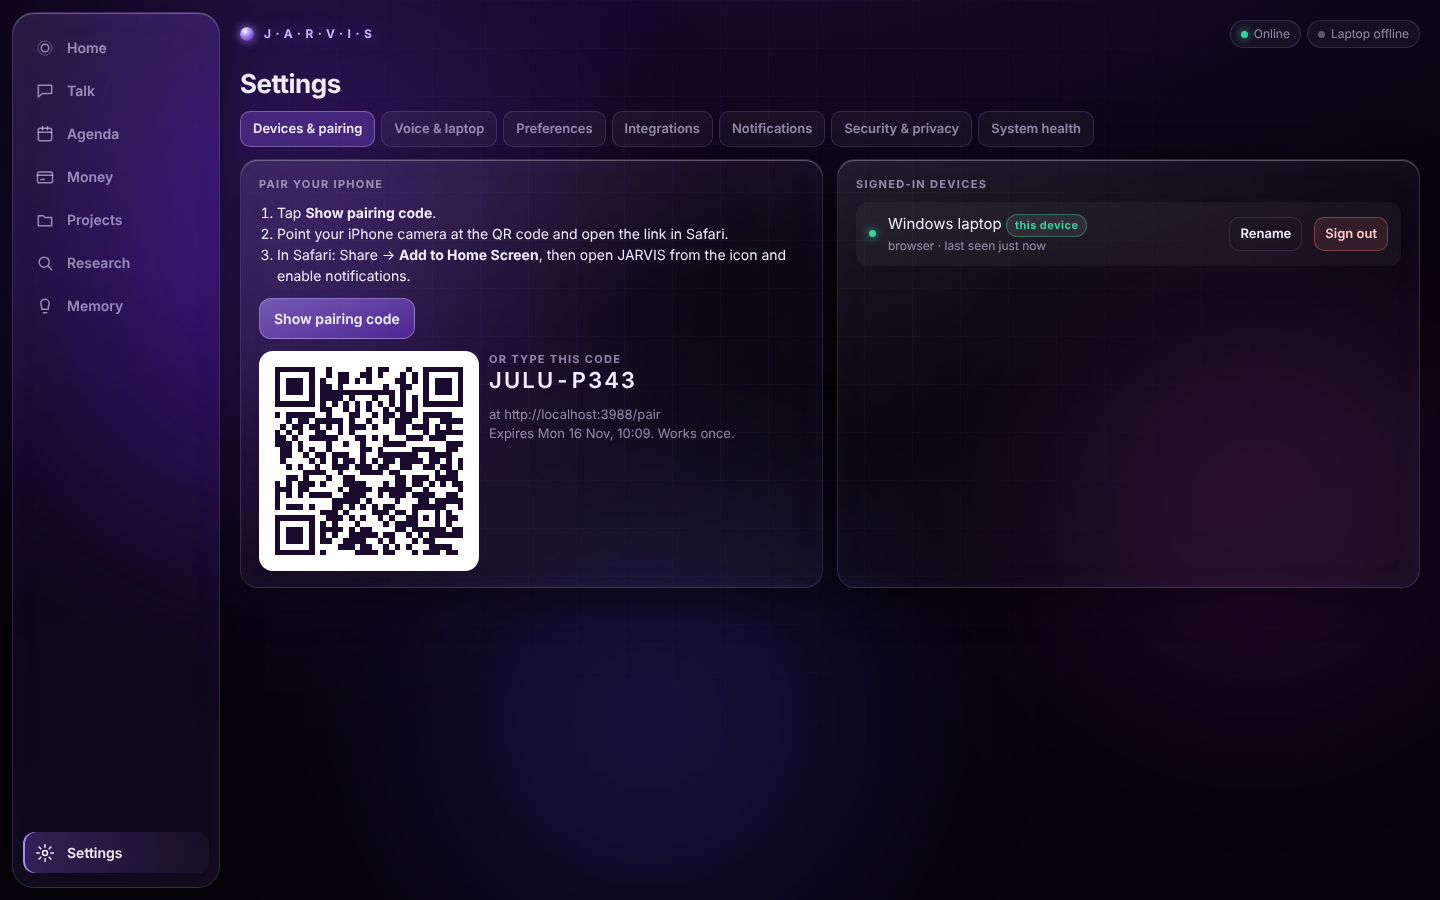 Home
Talk
Agenda
Money
Projects
Research
Memory
Settings
J·A·R·V·I·S
Online
Laptop offline
Settings
Devices & pairing
Voice & laptop
Preferences
Integrations
Notifications
Security & privacy
System health
PAIR YOUR IPHONE
1. Tap Show pairing code.
2. Point your iPhone camera at the QR code and open the link in Safari.
3. In Safari: Share → Add to Home Screen, then open JARVIS from the icon and
enable notifications.
Show pairing code
OR TYPE THIS CODE
JULU-P343
at http://localhost:3988/pair
Expires Mon 16 Nov, 10:09. Works once.
SIGNED-IN DEVICES
Windows laptop this device
browser · last seen just now
Rename
Sign out